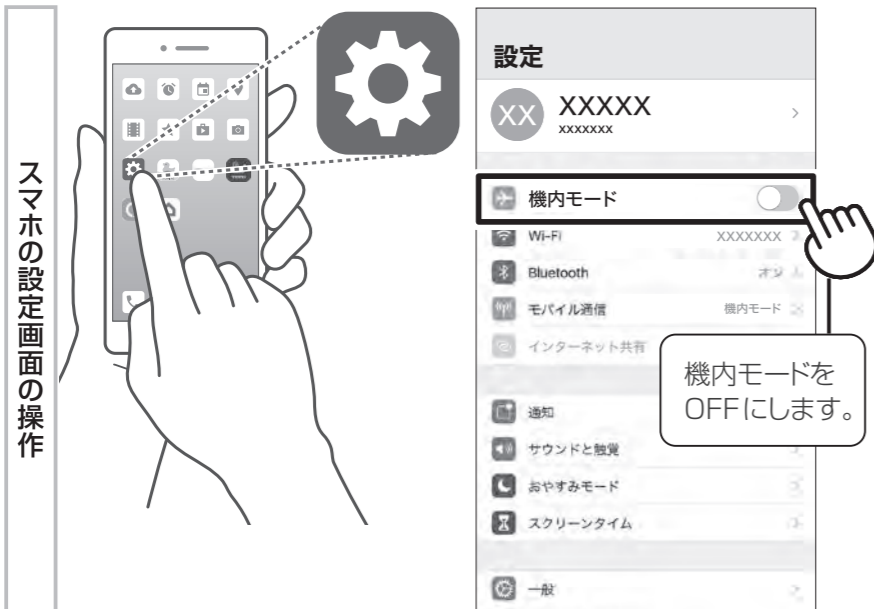 スマホの設定画面の操作
設定
XX
XXXXX
xxxxxxx
機内モード
Wi-Fi
XXXXXXX
Bluetooth
オン
モバイル通信
機内モード
インターネット共有
機内モードを
OFFにします。
通知
サウンドと触覚
おやすみモード
スクリーンタイム
一般